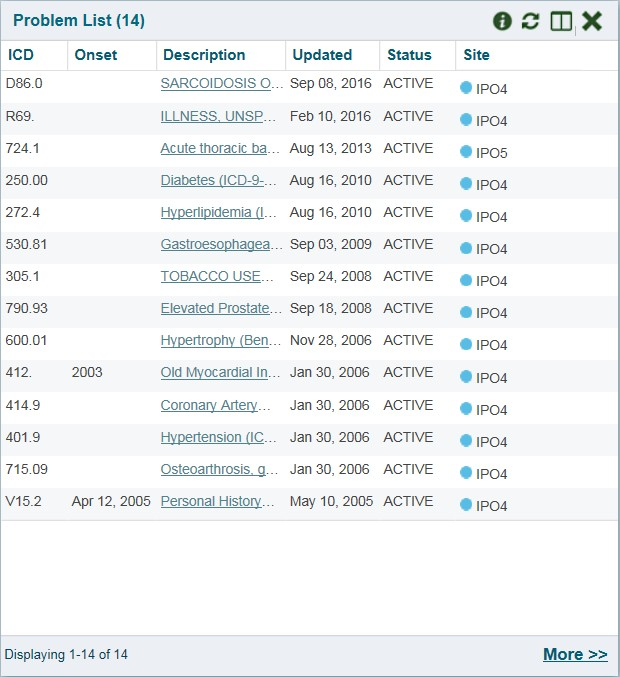 Problem List (14)
ICD Onset Description Updated Status Site
D86.0 SARCOIDOSIS O... Sep 08, 2016 ACTIVE IPO4
R69. ILLNESS, UNSP... Feb 10, 2016 ACTIVE IPO4
724.1 Acute thoracic ba... Aug 13, 2013 ACTIVE IPO5
250.00 Diabetes (ICD-9-... Aug 16, 2010 ACTIVE IPO4
272.4 Hyperlipidemia (I... Aug 16, 2010 ACTIVE IPO4
530.81 Gastroesophagea... Sep 03, 2009 ACTIVE IPO4
305.1 TOBACCO USE... Sep 24, 2008 ACTIVE IPO4
790.93 Elevated Prostate... Sep 18, 2008 ACTIVE IPO4
600.01 Hypertrophy (Ben... Nov 28, 2006 ACTIVE IPO4
412. 2003 Old Myocardial In... Jan 30, 2006 ACTIVE IPO4
414.9 Coronary Artery... Jan 30, 2006 ACTIVE IPO4
401.9 Hypertension (IC... Jan 30, 2006 ACTIVE IPO4
715.09 Osteoarthrosis, g... Jan 30, 2006 ACTIVE IPO4
V15.2 Apr 12, 2005 Personal History... May 10, 2005 ACTIVE IPO4
Displaying 1-14 of 14 More >>